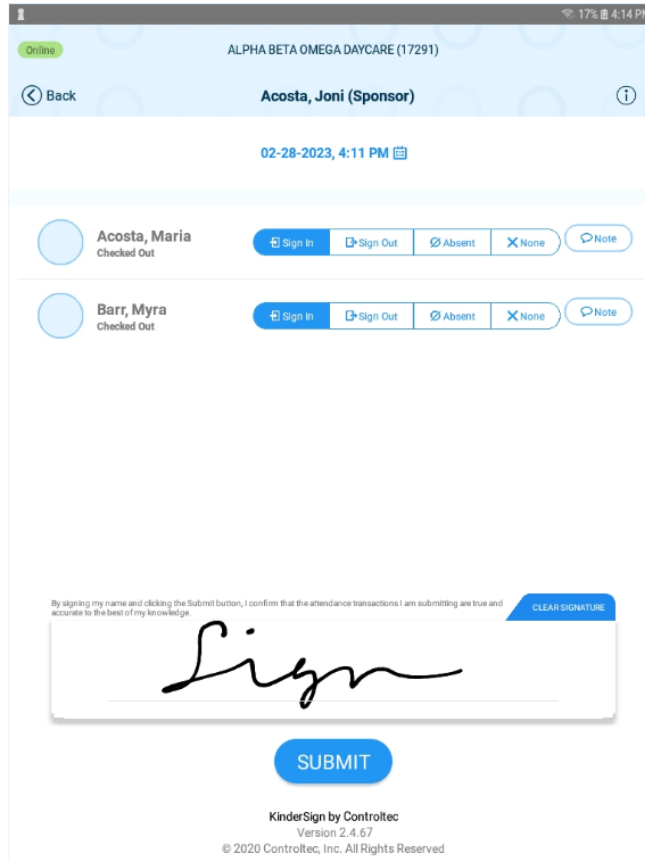 17% 4:14 PM
Online
ALPHA BETA OMEGA DAYCARE (17291)
Back
Acosta, Joni (Sponsor)
02-28-2023, 4:11 PM
Acosta, Maria
Checked Out
Sign In Sign Out Absent None Note
Barr, Myra
Checked Out
Sign In Sign Out Absent None Note
By signing my name and clicking the Submit button, I confirm that the attendance transactions I am submitting are true and
accurate to the best of my knowledge.
CLEAR SIGNATURE
Sign
SUBMIT
KinderSign by Controltec
Version 2.4.67
© 2020 Controltec, Inc. All Rights Reserved